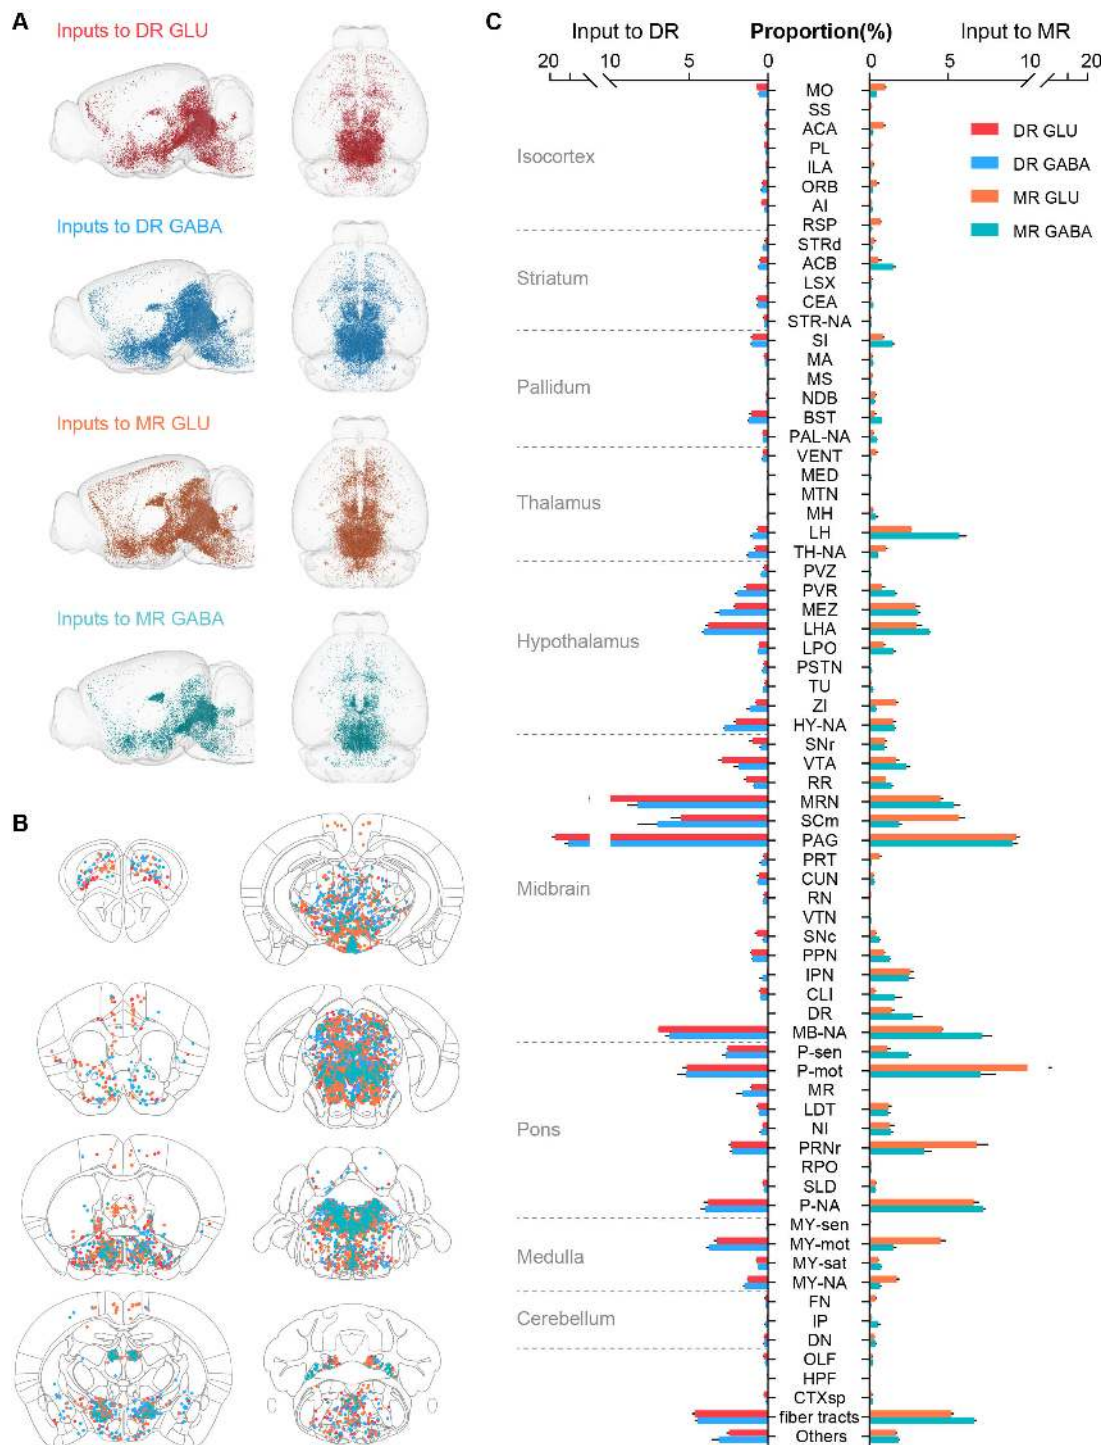 A
Inputs to DR GLU
Inputs to DR GABA
Inputs to MR GLU
Inputs to MR GABA
B
C
Input to DR Proportion(%) Input to MR
20 10 5 0 0 5 10 20
DR GLU
DR GABA
MR GLU
MR GABA
Isocortex
MO
SS
ACA
PL
ILA
ORB
AI
RSP
Striatum
STRd
ACB
LSX
CEA
STR-NA
Pallidum
SI
MA
MS
NDB
BST
PAL-NA
Thalamus
VENT
MED
MTN
MH
LH
TH-NA
Hypothalamus
PVZ
PVR
MEZ
LHA
LPO
PSTN
TU
ZI
HY-NA
Midbrain
SNr
VTA
RR
MRN
SCm
PAG
PRT
CUN
RN
VTN
SNc
PPN
IPN
CLI
DR
MB-NA
Pons
P-sen
P-mot
MR
LDT
NI
PRNr
RPO
SLD
P-NA
Medulla
MY-sen
MY-mot
MY-sat
MY-NA
Cerebellum
FN
IP
DN
OLF
HPF
CTXsp
fiber tracts
Others